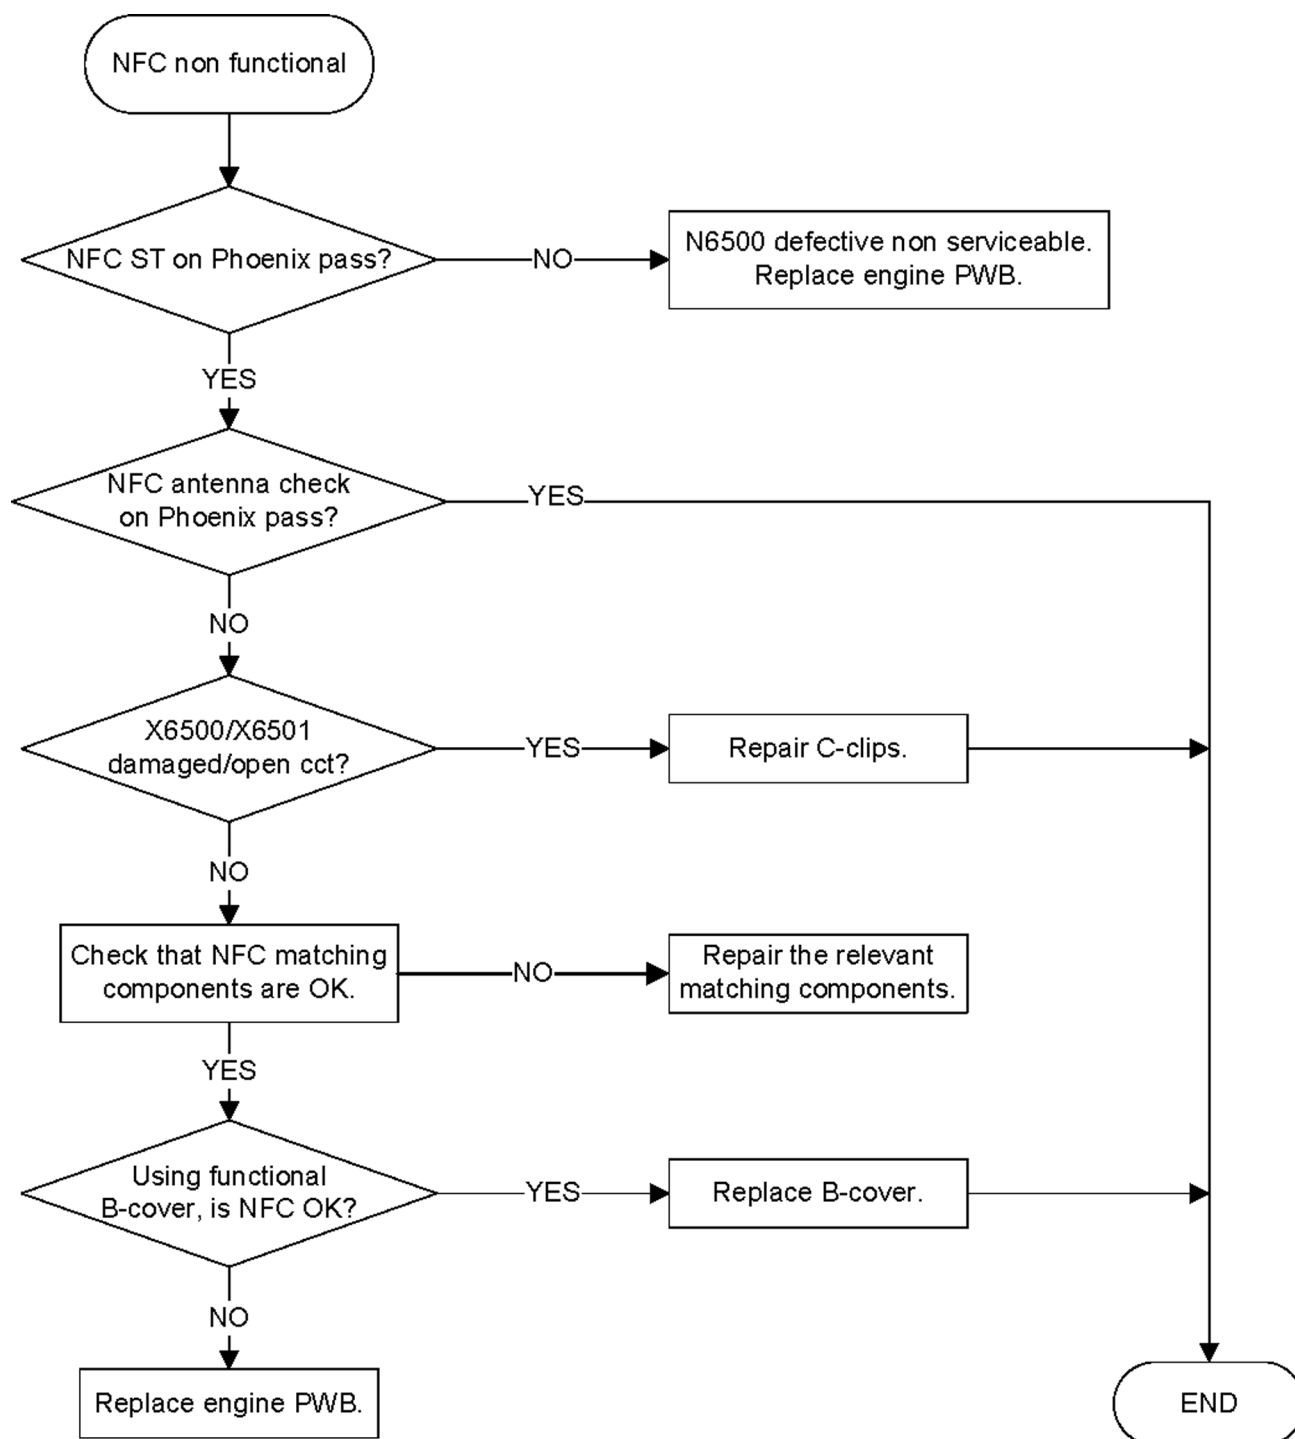 NFC non functional
NFC ST on Phoenix pass?
NO
N6500 defective non serviceable.
Replace engine PWB.
YES
NFC antenna check
on Phoenix pass?
YES
NO
X6500/X6501
damaged/open cct?
YES
Repair C-clips.
NO
Check that NFC matching
components are OK.
NO
Repair the relevant
matching components.
YES
Using functional
B-cover, is NFC OK?
YES
Replace B-cover.
NO
Replace engine PWB.
END